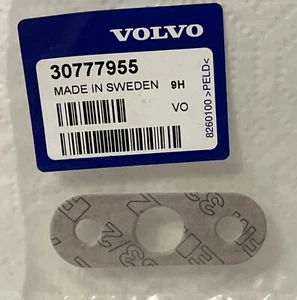 VOLVO
30777955
MADE IN SWEDEN 9H
VO
8260100 >PELD<